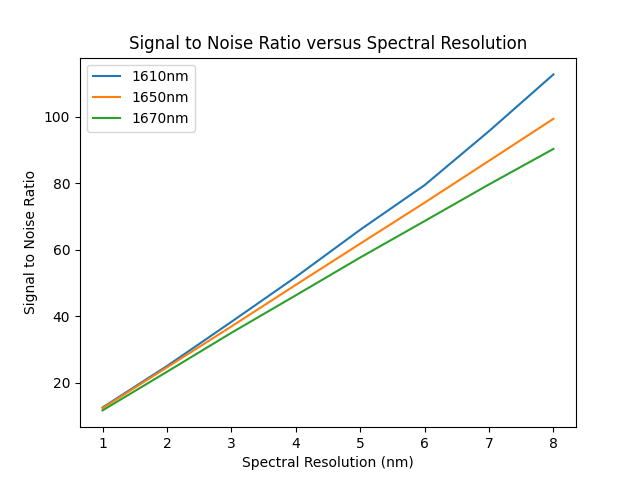 Signal to Noise Ratio versus Spectral Resolution
1610nm
1650nm
1670nm
Signal to Noise Ratio
100
80
60
40
20
1 2 3 4 5 6 7 8
Spectral Resolution (nm)